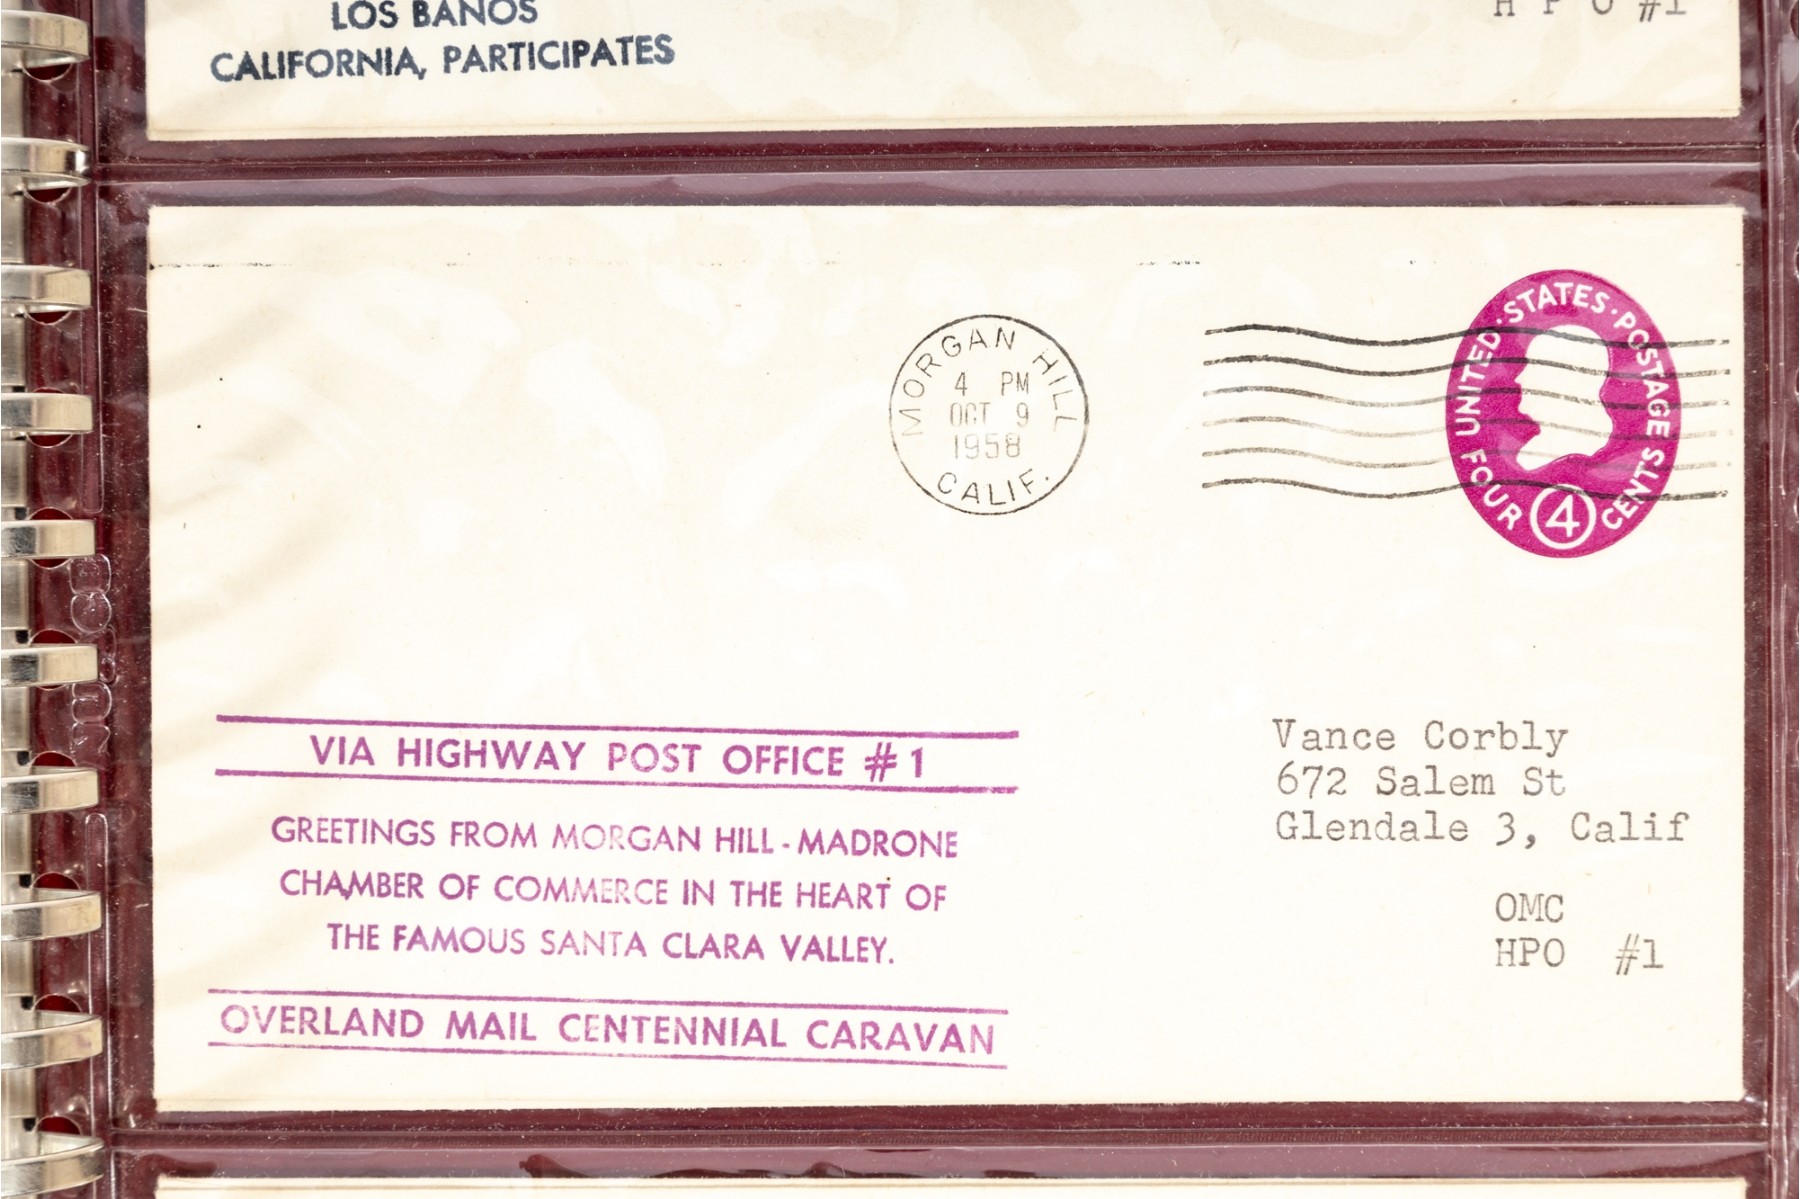 LOS BANOS
CALIFORNIA, PARTICIPATES
H P O #1
MORGAN HILL
4 PM
OCT 9
1958
CALIF.
UNITED · STATES · POSTAGE
FOUR 4 CENTS
VIA HIGHWAY POST OFFICE #1
GREETINGS FROM MORGAN HILL - MADRONE
CHAMBER OF COMMERCE IN THE HEART OF
THE FAMOUS SANTA CLARA VALLEY.
OVERLAND MAIL CENTENNIAL CARAVAN
Vance Corbly
672 Salem St
Glendale 3, Calif
OMC
HPO #1